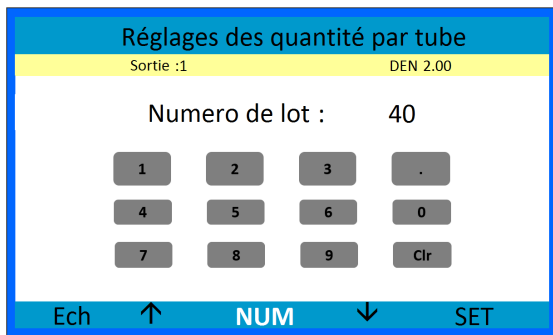 Réglages des quantité par tube
Sortie :1 DEN 2.00
Numero de lot : 40
1 2 3 .
4 5 6 0
7 8 9 Clr
Ech ↑ NUM ↓ SET